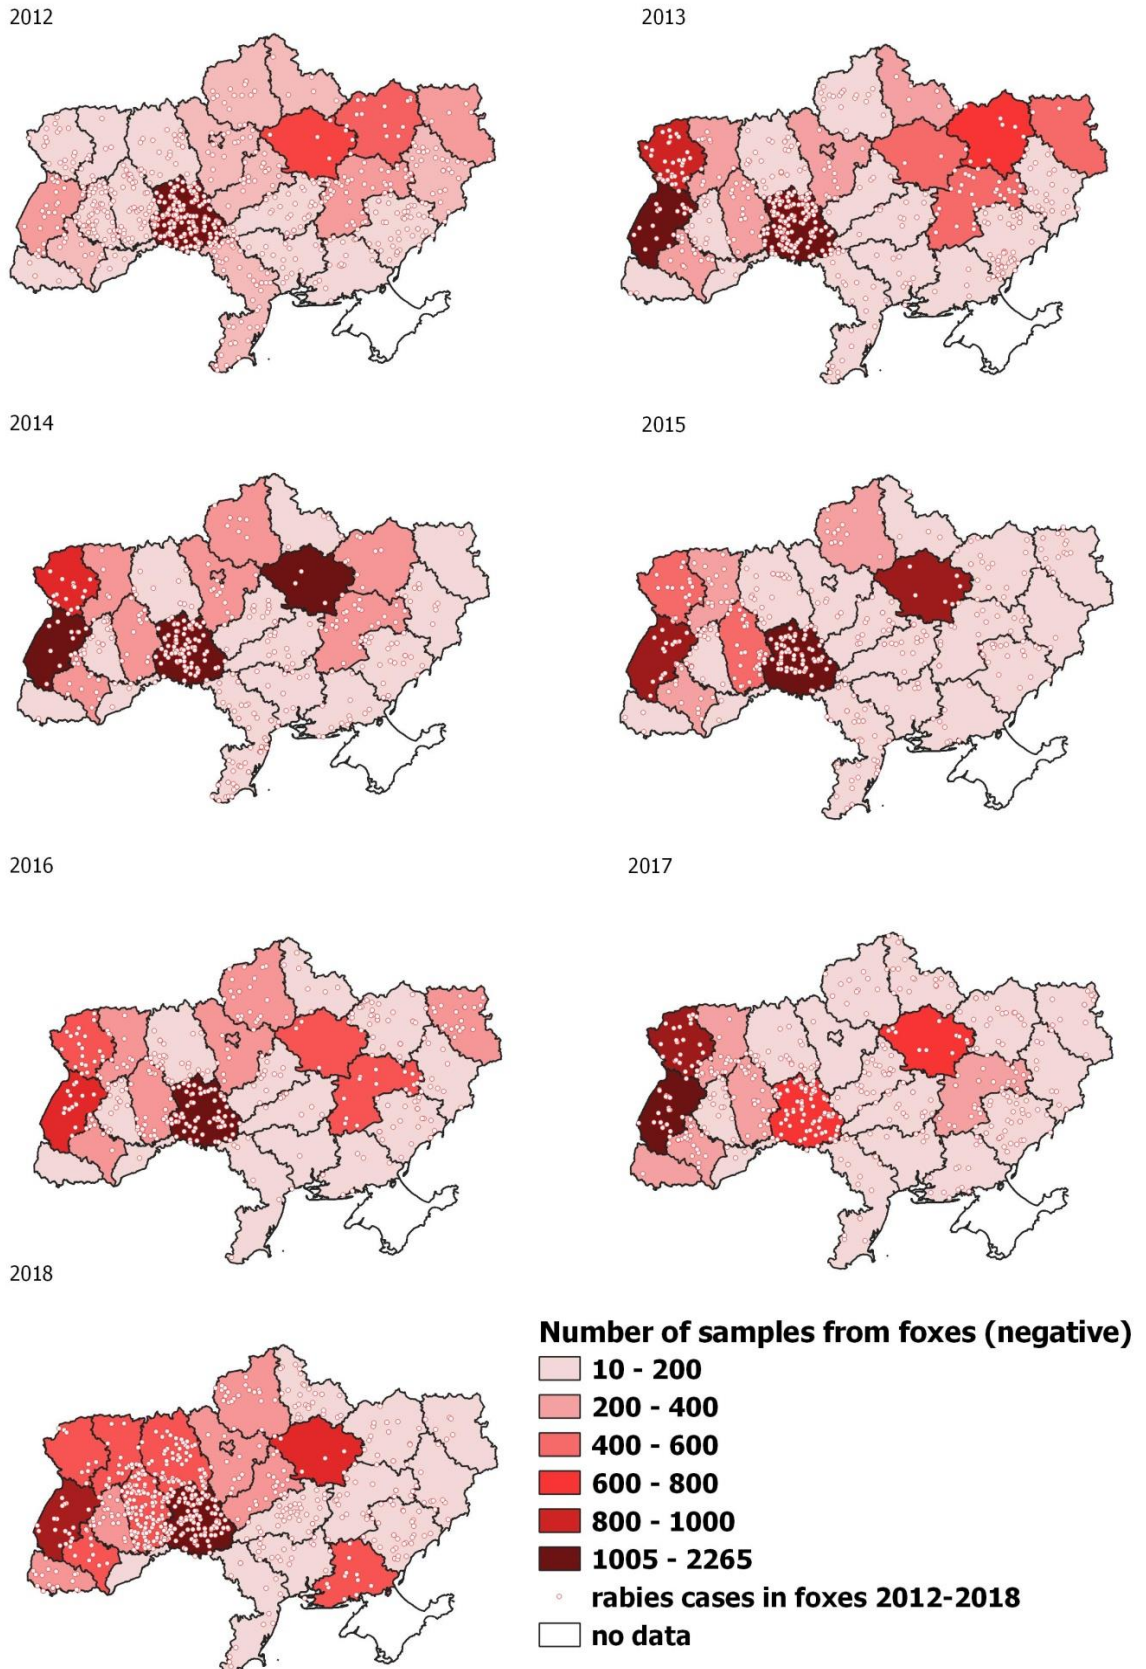 2012
2013
2014
2015
2016
2017
2018
Number of samples from foxes (negative)
10 - 200
200 - 400
400 - 600
600 - 800
800 - 1000
1005 - 2265
rabies cases in foxes 2012-2018
no data